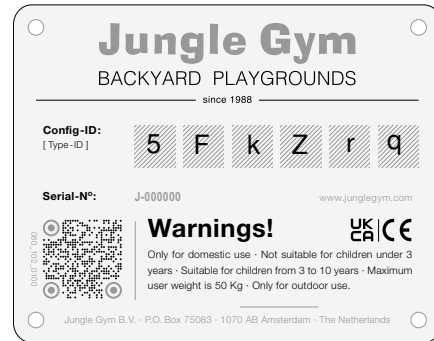 Jungle Gym
BACKYARD PLAYGROUNDS
since 1988
Config-ID:
[ Type-ID ]
5 F k Z r q
Serial-Nº:
J-000000
www.junglegym.com
080_102_0100
Warnings!
UK CA CE
Only for domestic use · Not suitable for children under 3
years · Suitable for children from 3 to 10 years · Maximum
user weight is 50 Kg · Only for outdoor use.
Jungle Gym B.V. · P.O. Box 75083 · 1070 AB Amsterdam · The Netherlands